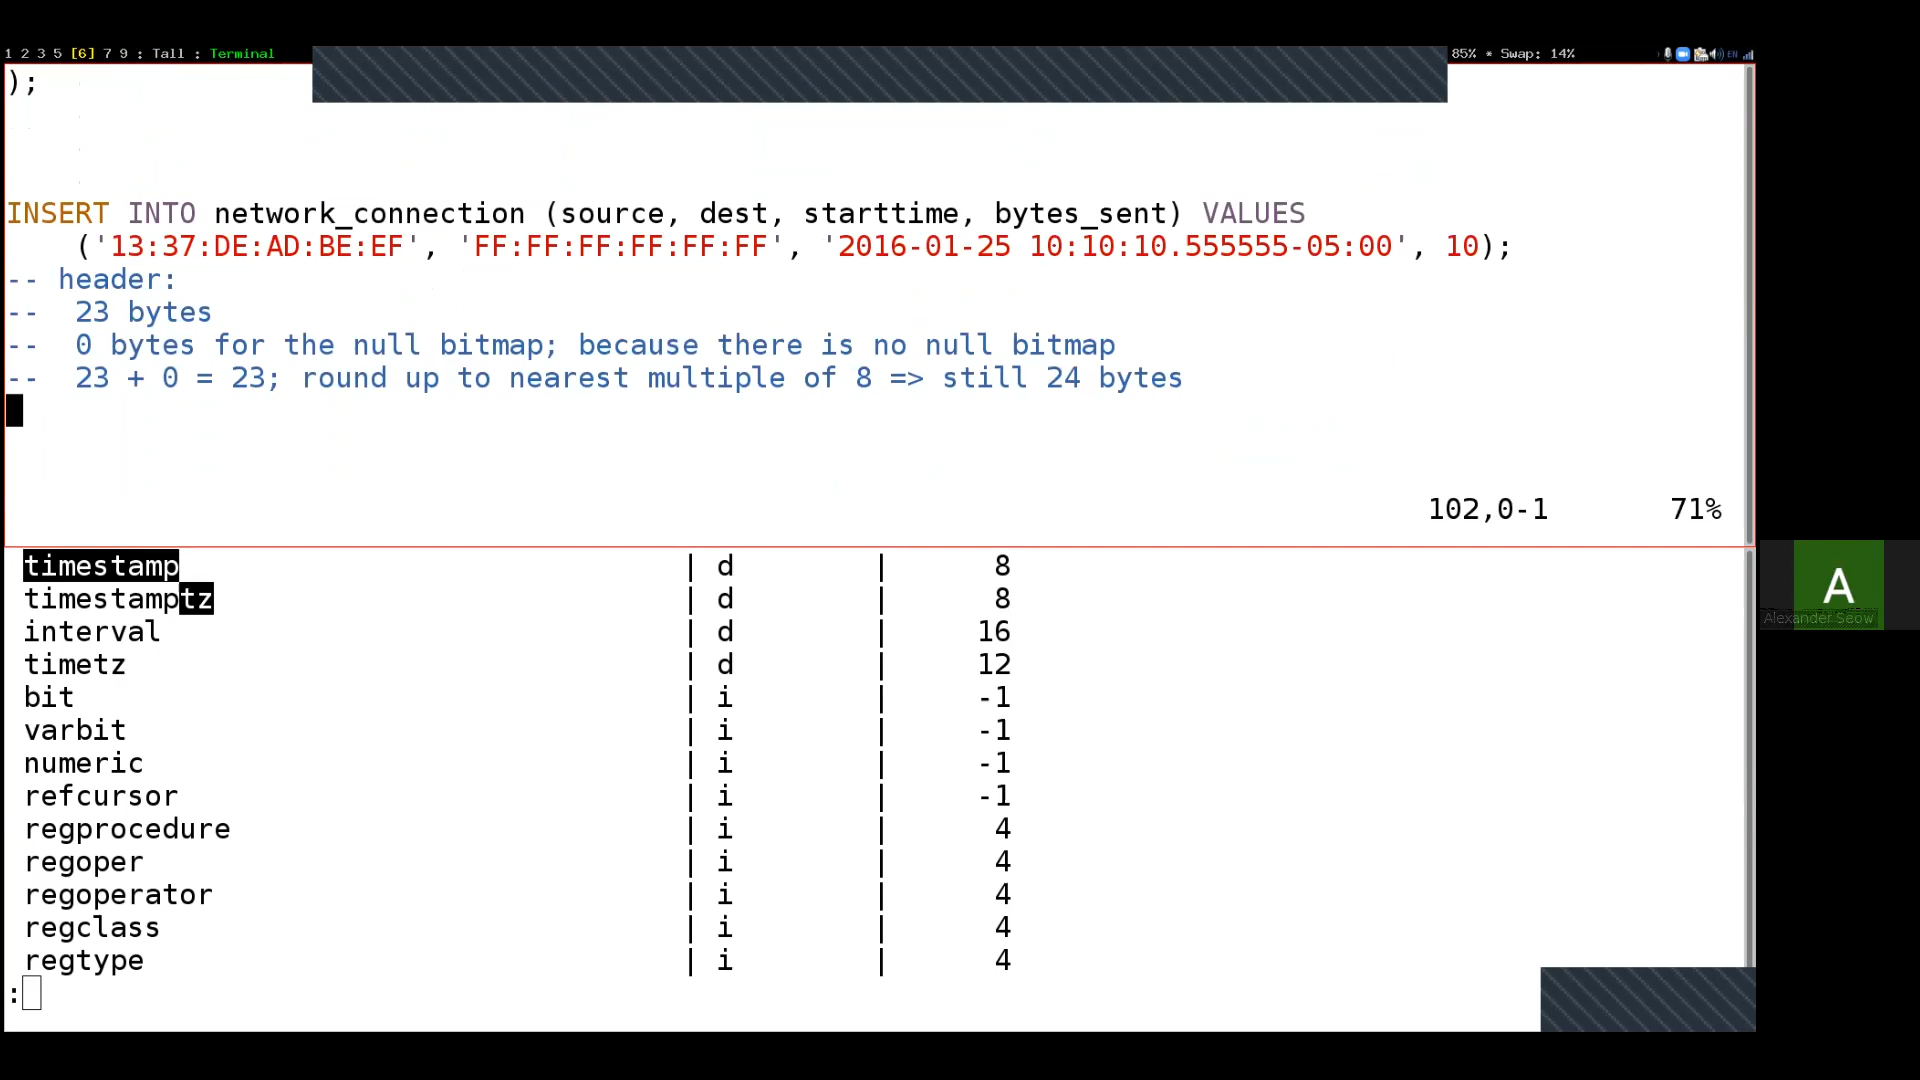 1 2 3 5 [6] 7 9 : Tall : Terminal
85% * Swap: 14%
EN
);
INSERT INTO network_connection (source, dest, starttime, bytes_sent) VALUES
('13:37:DE:AD:BE:EF', 'FF:FF:FF:FF:FF:FF', '2016-01-25 10:10:10.555555-05:00', 10);
-- header:
--  23 bytes
--  0 bytes for the null bitmap; because there is no null bitmap
--  23 + 0 = 23; round up to nearest multiple of 8 => still 24 bytes
102,0-1 71%
timestamp | d | 8
timestamptz | d | 8
interval | d | 16
timetz | d | 12
bit | i | -1
varbit | i | -1
numeric | i | -1
refcursor | i | -1
regprocedure | i | 4
regoper | i | 4
regoperator | i | 4
regclass | i | 4
regtype | i | 4
:
A
Alexander Seow